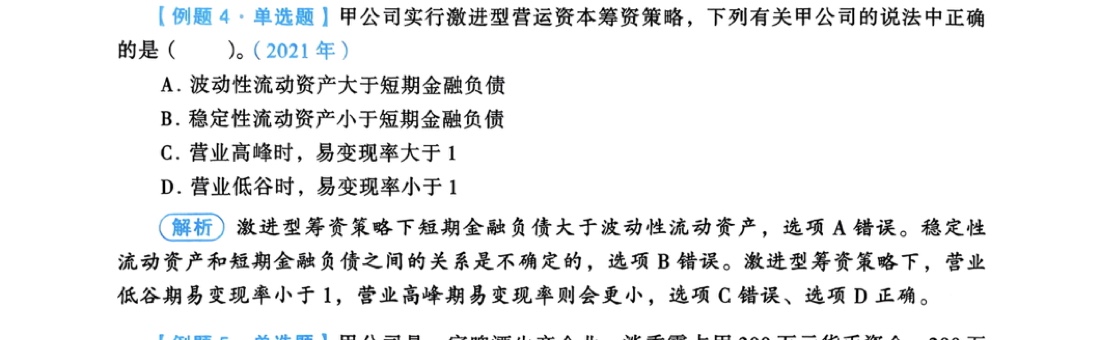 【例题4·单选题】甲公司实行激进型营运资本筹资策略，下列有关甲公司的说法中正确
的是（　　）。（2021年）
A. 波动性流动资产大于短期金融负债
B. 稳定性流动资产小于短期金融负债
C. 营业高峰时，易变现率大于1
D. 营业低谷时，易变现率小于1
解析 激进型筹资策略下短期金融负债大于波动性流动资产，选项A错误。稳定性
流动资产和短期金融负债之间的关系是不确定的，选项B错误。激进型筹资策略下，营业
低谷期易变现率小于1，营业高峰期易变现率则会更小，选项C错误、选项D正确。